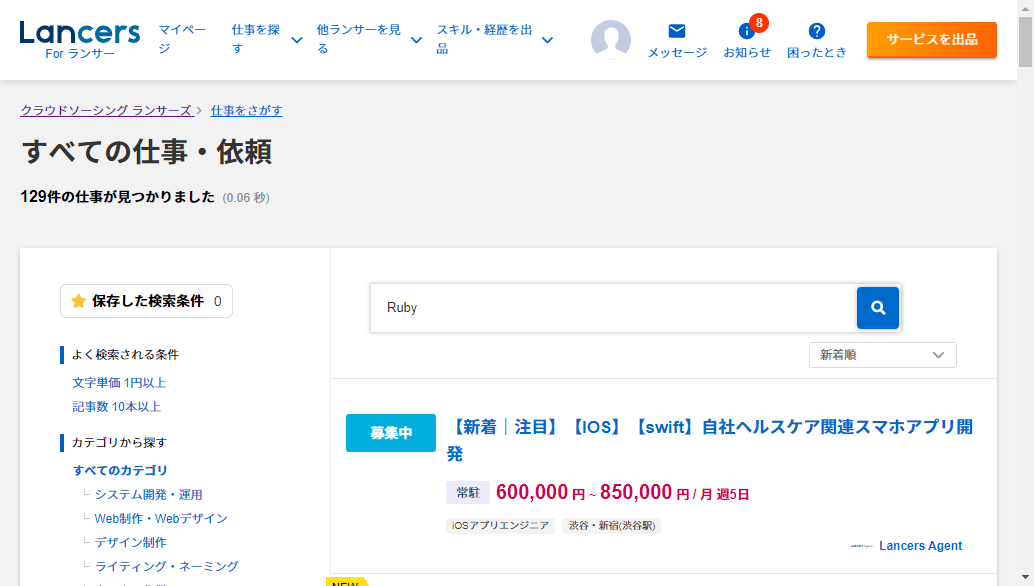 Lancers
For ランサー
マイページ
仕事を探す
他ランサーを見る
スキル・経歴を出品
メッセージ
8
お知らせ
困ったとき
サービスを出品
クラウドソーシング ランサーズ
仕事をさがす
すべての仕事・依頼
129件の仕事が見つかりました (0.06 秒)
保存した検索条件 0
よく検索される条件
文字単価 1円以上
記事数 10本以上
カテゴリから探す
すべてのカテゴリ
システム開発・運用
Web制作・Webデザイン
デザイン制作
ライティング・ネーミング
Ruby
新着順
募集中
【新着｜注目】【IOS】【swift】自社ヘルスケア関連スマホアプリ開
発
常駐 600,000 円 ~ 850,000 円 / 月 週5日
iOSアプリエンジニア 渋谷・新宿(渋谷駅)
Lancers Agent
NEW